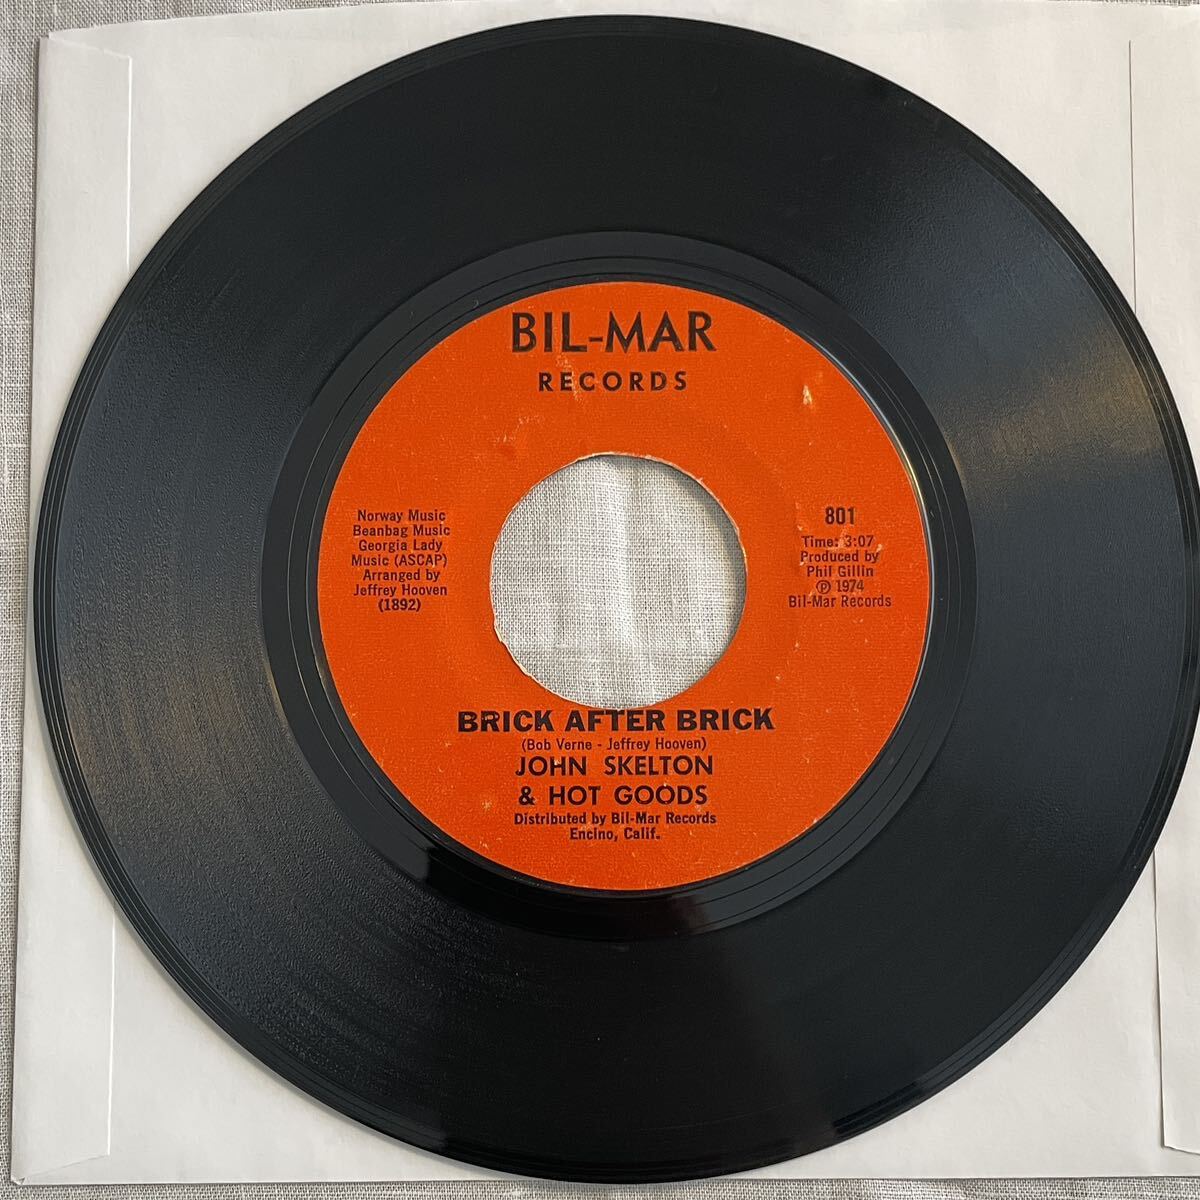 BIL-MAR
RECORDS
Norway Music
Beanbag Music
Georgia Lady
Music (ASCAP)
Arranged by
Jeffrey Hooven
(1892)
801
Time: 3:07
Produced by
Phil Gillin
℗ 1974
Bil-Mar Records
BRICK AFTER BRICK
(Bob Verne - Jeffrey Hooven)
JOHN SKELTON
& HOT GOODS
Distributed by Bil-Mar Records
Encino, Calif.